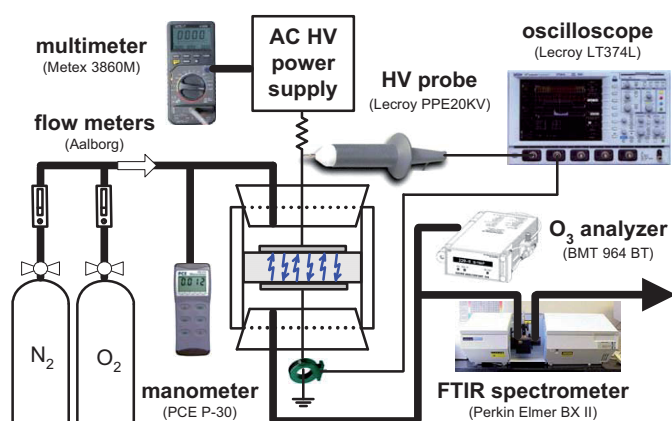 multimeter
(Metex 3860M)
AC HV
power
supply
oscilloscope
(Lecroy LT374L)
HV probe
(Lecroy PPE20KV)
flow meters
(Aalborg)
O3 analyzer
(BMT 964 BT)
N2
O2
manometer
(PCE P-30)
FTIR spectrometer
(Perkin Elmer BX II)